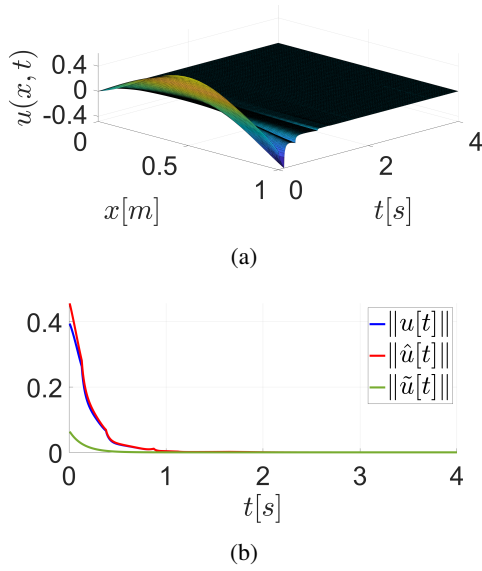 u(x, t)
0.4
0
-0.4
0
0.5
1
x[m]
0
2
4
t[s]
(a)
0.4
0.2
0
0
1
2
3
4
t[s]
‖u[t]‖
‖û[t]‖
‖ũ[t]‖
(b)